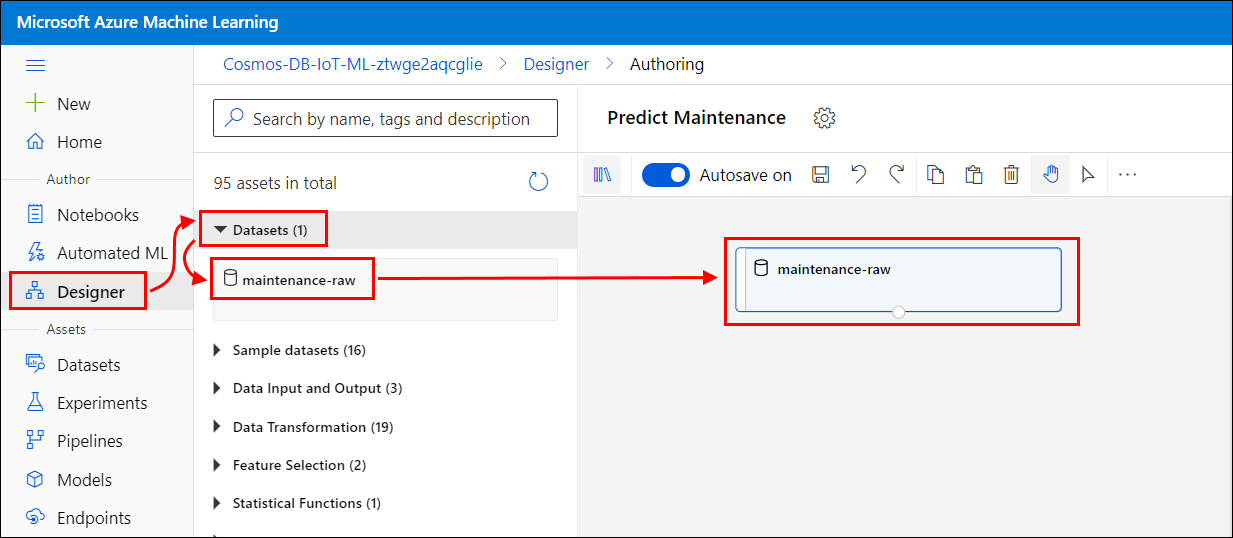 Microsoft Azure Machine Learning
Cosmos-DB-IoT-ML-ztwge2aqcglie > Designer > Authoring
New
Home
Author
Notebooks
Automated ML
Designer
Assets
Datasets
Experiments
Pipelines
Models
Endpoints
Search by name, tags and description
95 assets in total
Datasets (1)
maintenance-raw
Sample datasets (16)
Data Input and Output (3)
Data Transformation (19)
Feature Selection (2)
Statistical Functions (1)
Predict Maintenance
Autosave on
maintenance-raw